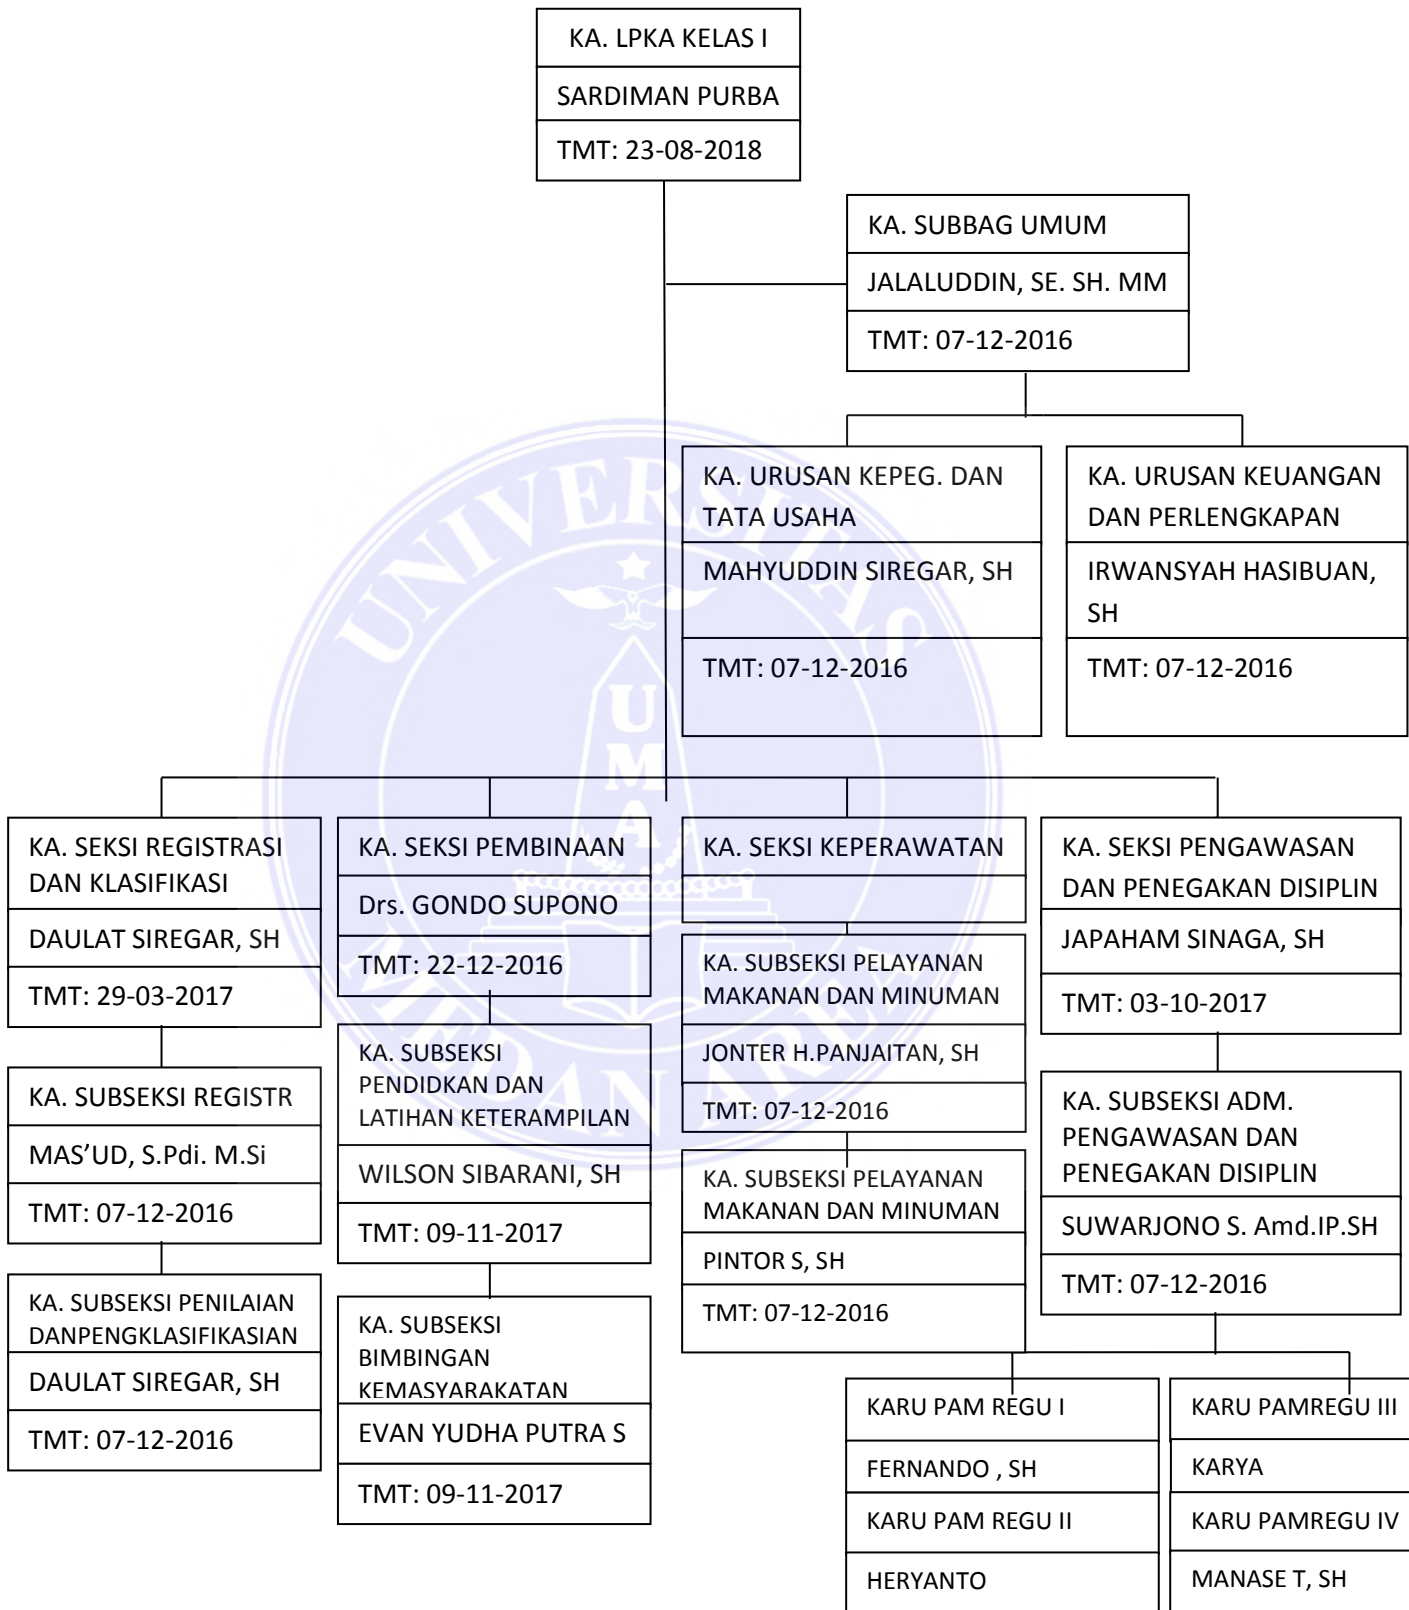 KA. LPKA KELAS I
SARDIMAN PURBA
TMT: 23-08-2018
KA. SUBBAG UMUM
JALALUDDIN, SE. SH. MM
TMT: 07-12-2016
KA. URUSAN KEPEG. DAN
TATA USAHA
MAHYUDDIN SIREGAR, SH
TMT: 07-12-2016
KA. URUSAN KEUANGAN
DAN PERLENGKAPAN
IRWANSYAH HASIBUAN,
SH
TMT: 07-12-2016
UNIVERSITAS
MEDAN AREA
UMA
KA. SEKSI REGISTRASI
DAN KLASIFIKASI
DAULAT SIREGAR, SH
TMT: 29-03-2017
KA. SUBSEKSI REGISTR
MAS’UD, S.Pdi. M.Si
TMT: 07-12-2016
KA. SUBSEKSI PENILAIAN
DANPENGKLASIFIKASIAN
DAULAT SIREGAR, SH
TMT: 07-12-2016
KA. SEKSI PEMBINAAN
Drs. GONDO SUPONO
TMT: 22-12-2016
KA. SUBSEKSI
PENDIDKAN DAN
LATIHAN KETERAMPILAN
WILSON SIBARANI, SH
TMT: 09-11-2017
KA. SUBSEKSI
BIMBINGAN
KEMASYARAKATAN
EVAN YUDHA PUTRA S
TMT: 09-11-2017
KA. SEKSI KEPERAWATAN
KA. SUBSEKSI PELAYANAN
MAKANAN DAN MINUMAN
JONTER H.PANJAITAN, SH
TMT: 07-12-2016
KA. SUBSEKSI PELAYANAN
MAKANAN DAN MINUMAN
PINTOR S, SH
TMT: 07-12-2016
KA. SEKSI PENGAWASAN
DAN PENEGAKAN DISIPLIN
JAPAHAM SINAGA, SH
TMT: 03-10-2017
KA. SUBSEKSI ADM.
PENGAWASAN DAN
PENEGAKAN DISIPLIN
SUWARJONO S. Amd.IP.SH
TMT: 07-12-2016
KARU PAM REGU I
FERNANDO , SH
KARU PAM REGU II
HERYANTO
KARU PAMREGU III
KARYA
KARU PAMREGU IV
MANASE T, SH